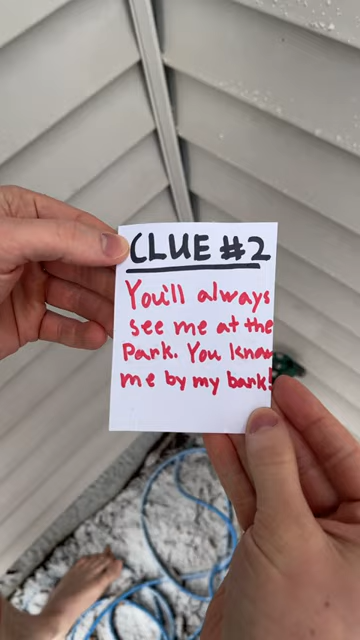 CLUE #2
You'll always
see me at the
Park. You know
me by my bark!